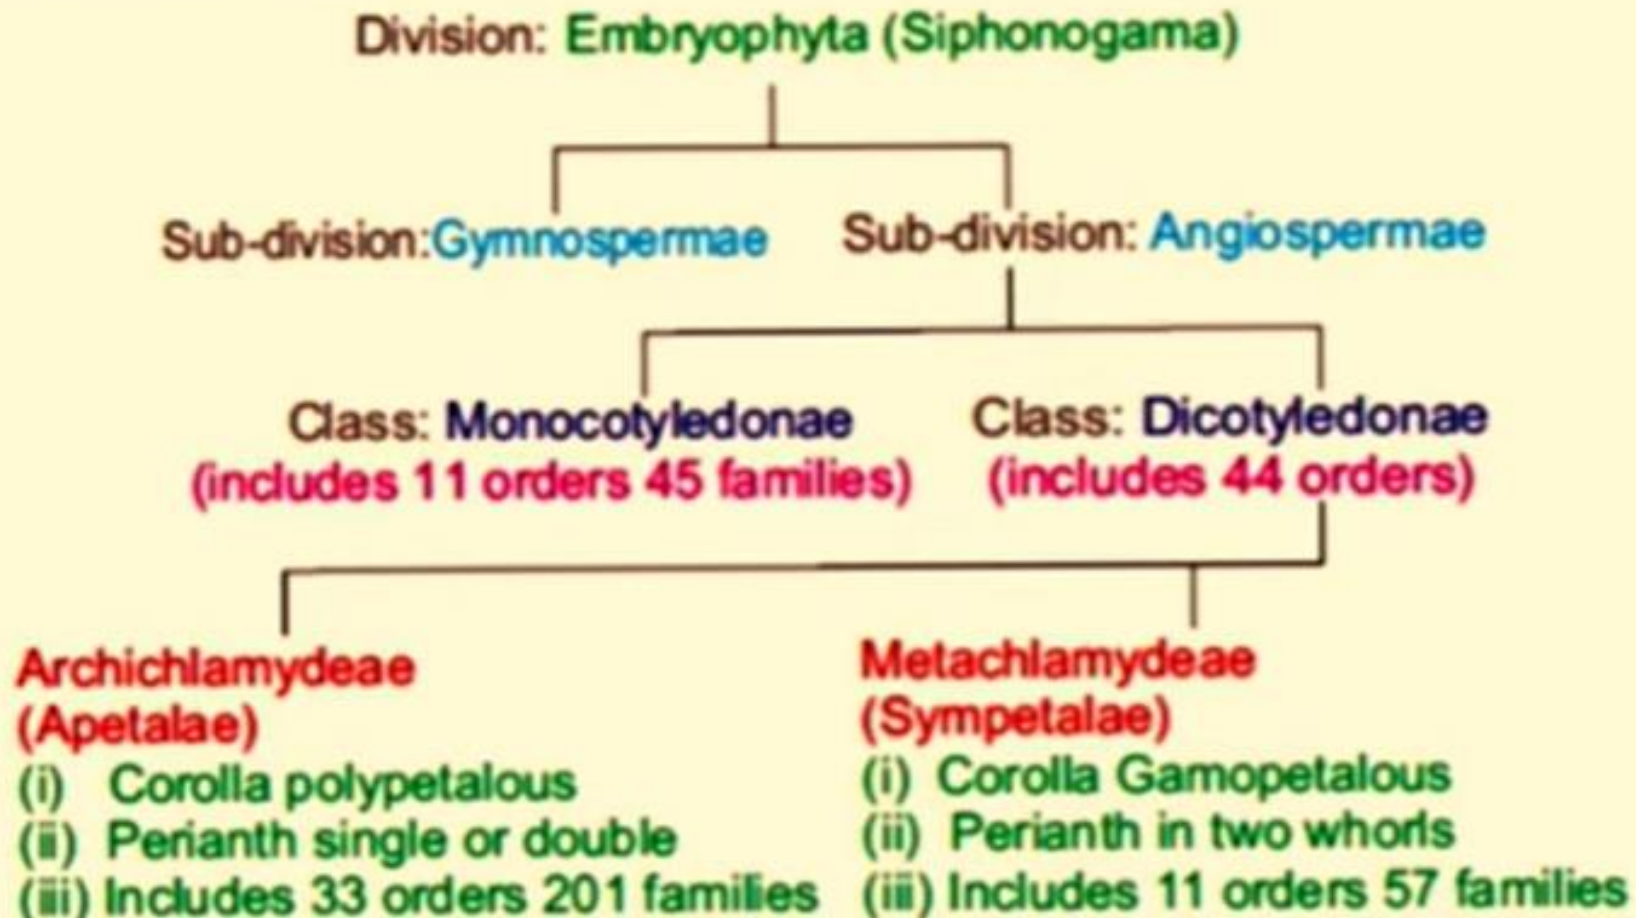 Division: Embryophyta (Siphonogama)
Sub-division:Gymnospermae
Sub-division: Angiospermae
Class: Monocotyledonae
(includes 11 orders 45 families)
Class: Dicotyledonae
(includes 44 orders)
Archichlamydeae
(Apetalae)
(i) Corolla polypetalous
(ii) Perianth single or double
(iii) Includes 33 orders 201 families
Metachlamydeae
(Sympetalae)
(i) Corolla Gamopetalous
(ii) Perianth in two whorls
(iii) Includes 11 orders 57 families